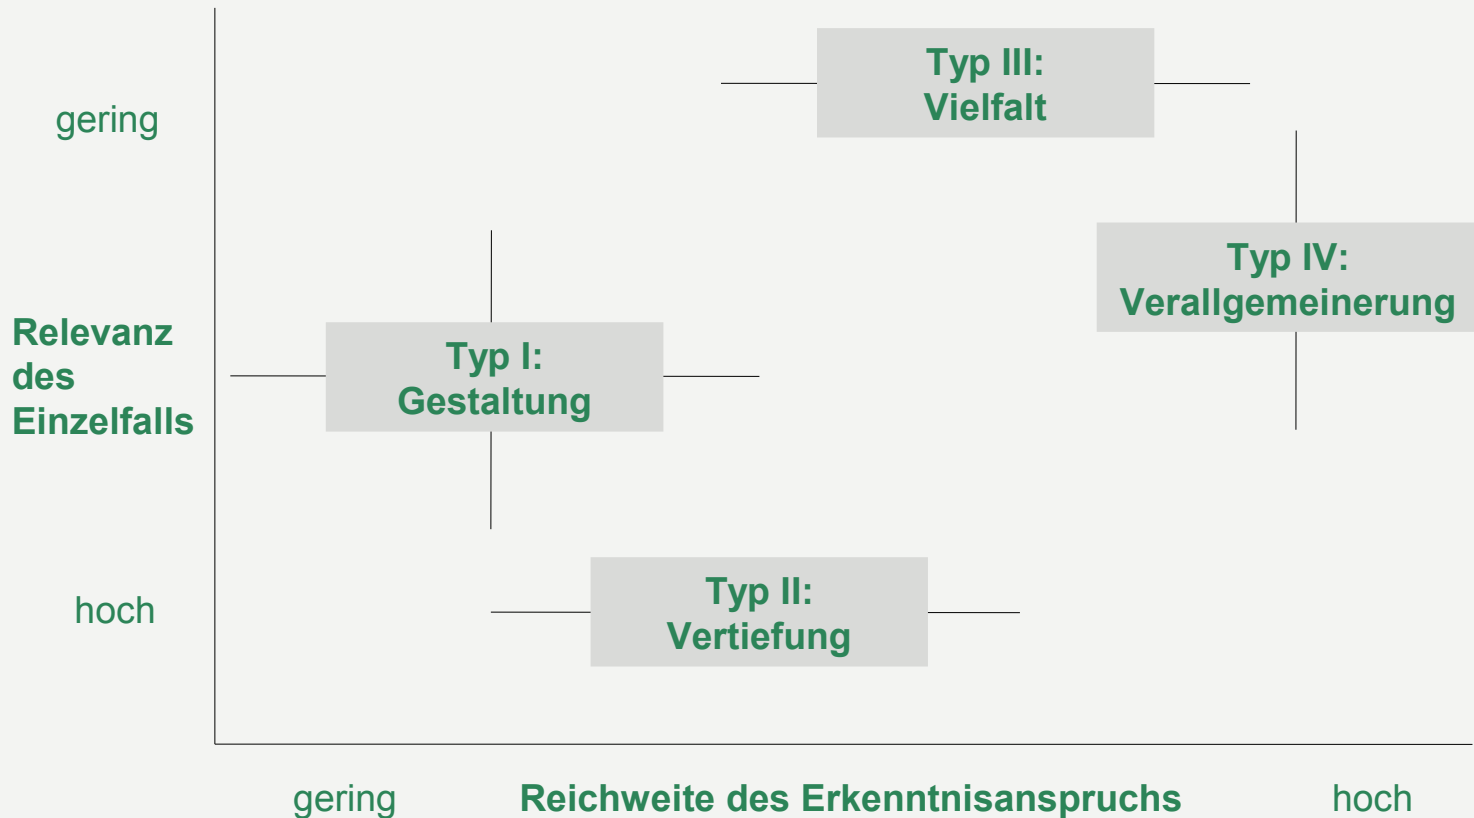 Typ III:
Vielfalt
gering
Typ IV:
Verallgemeinerung
Relevanz
des
Einzelfalls
Typ I:
Gestaltung
Typ II:
Vertiefung
hoch
gering
Reichweite des Erkenntnisanspruchs
hoch